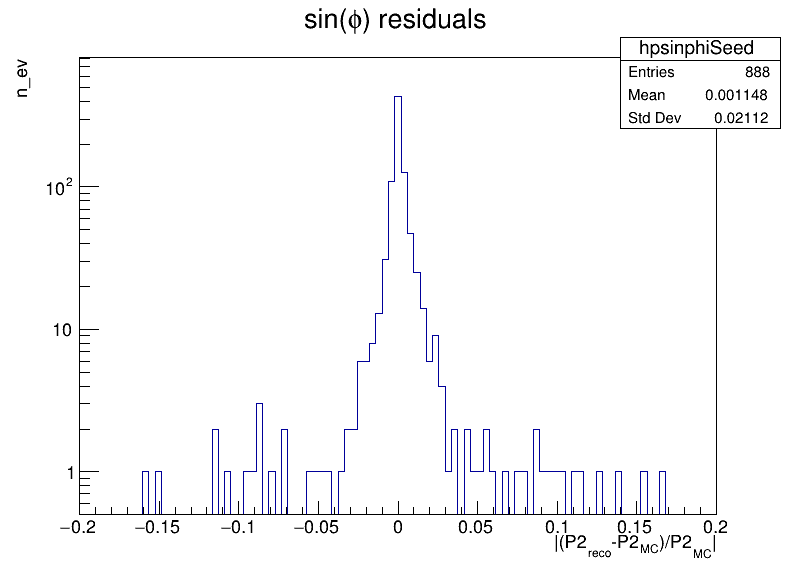 sin(ϕ) residuals
hpsinphiSeed
Entries 888
Mean 0.001148
Std Dev 0.02112
n_ev
10²
10
1
−0.2 −0.15 −0.1 −0.05 0 0.05 0.1 0.15 0.2
|(P2reco-P2MC)/P2MC|